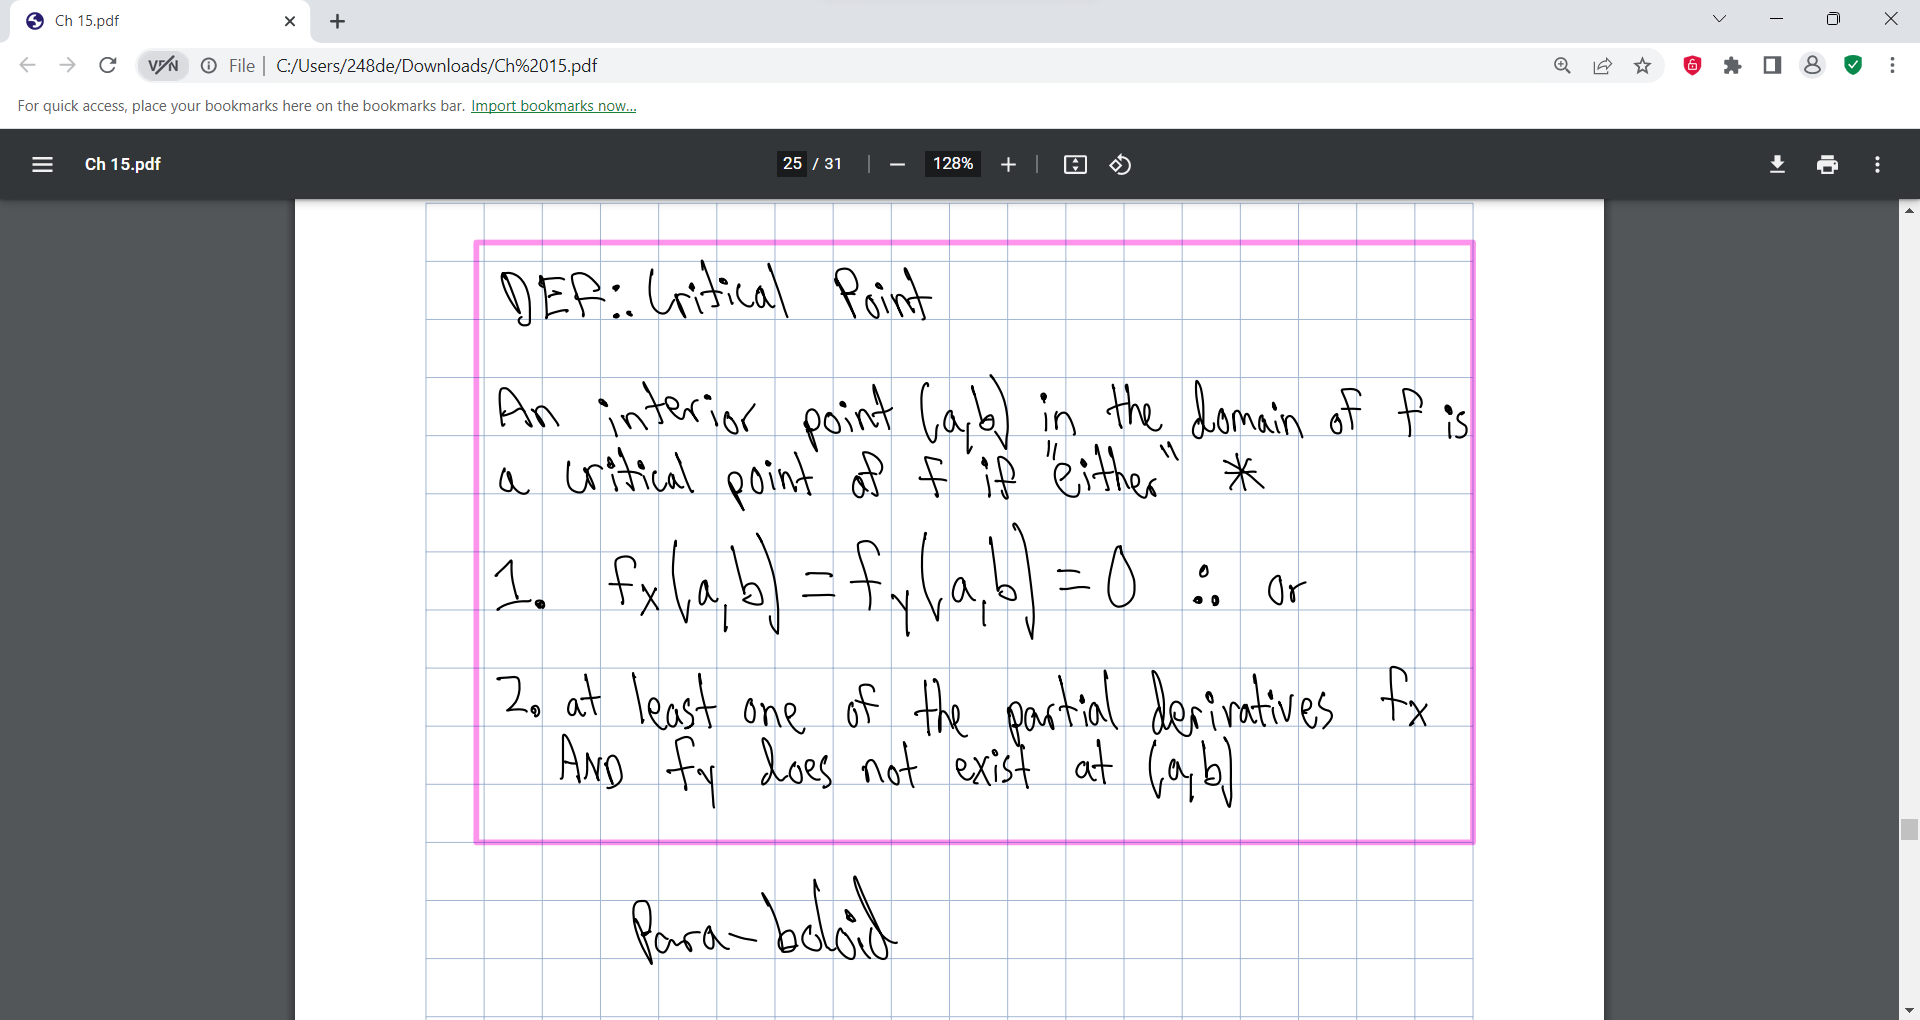 Ch 15.pdf
VPN File C:/Users/248de/Downloads/Ch%2015.pdf
For quick access, place your bookmarks here on the bookmarks bar. Import bookmarks now...
Ch 15.pdf 25 / 31 128%
DEF:. Critical Point
An interior point (a,b) in the domain of f is
a critical point of f if "either" *
1. fx(a,b) = fy(a,b) = 0 ∴ or
2. at least one of the partial derivatives fx
AND fy does not exist at (a,b)
Para-boloid